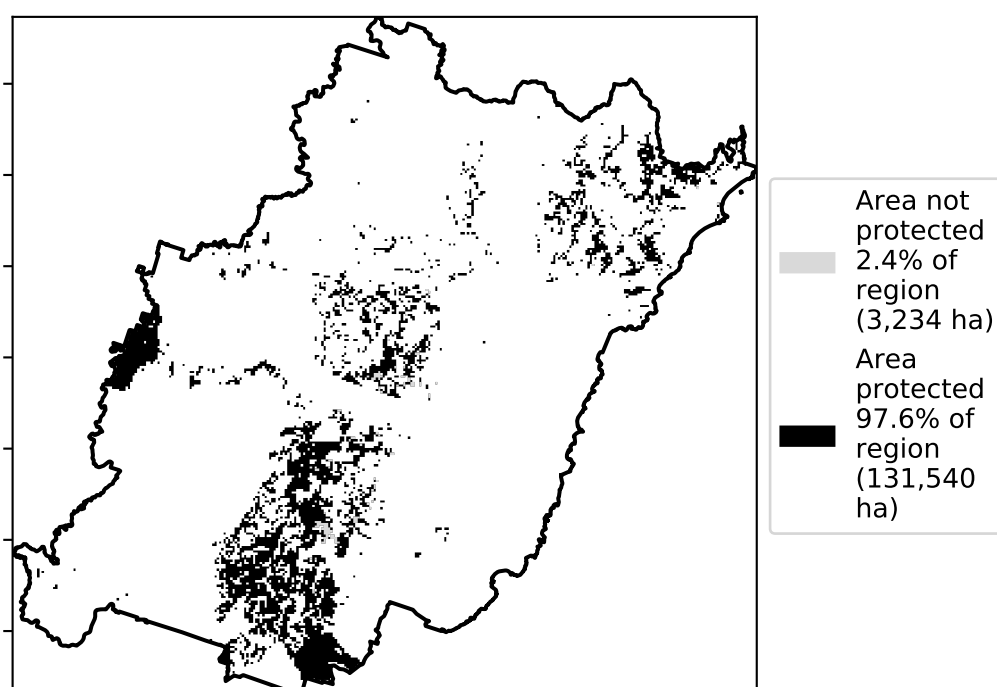 Area not
protected
2.4% of
region
(3,234 ha)
Area
protected
97.6% of
region
(131,540
ha)